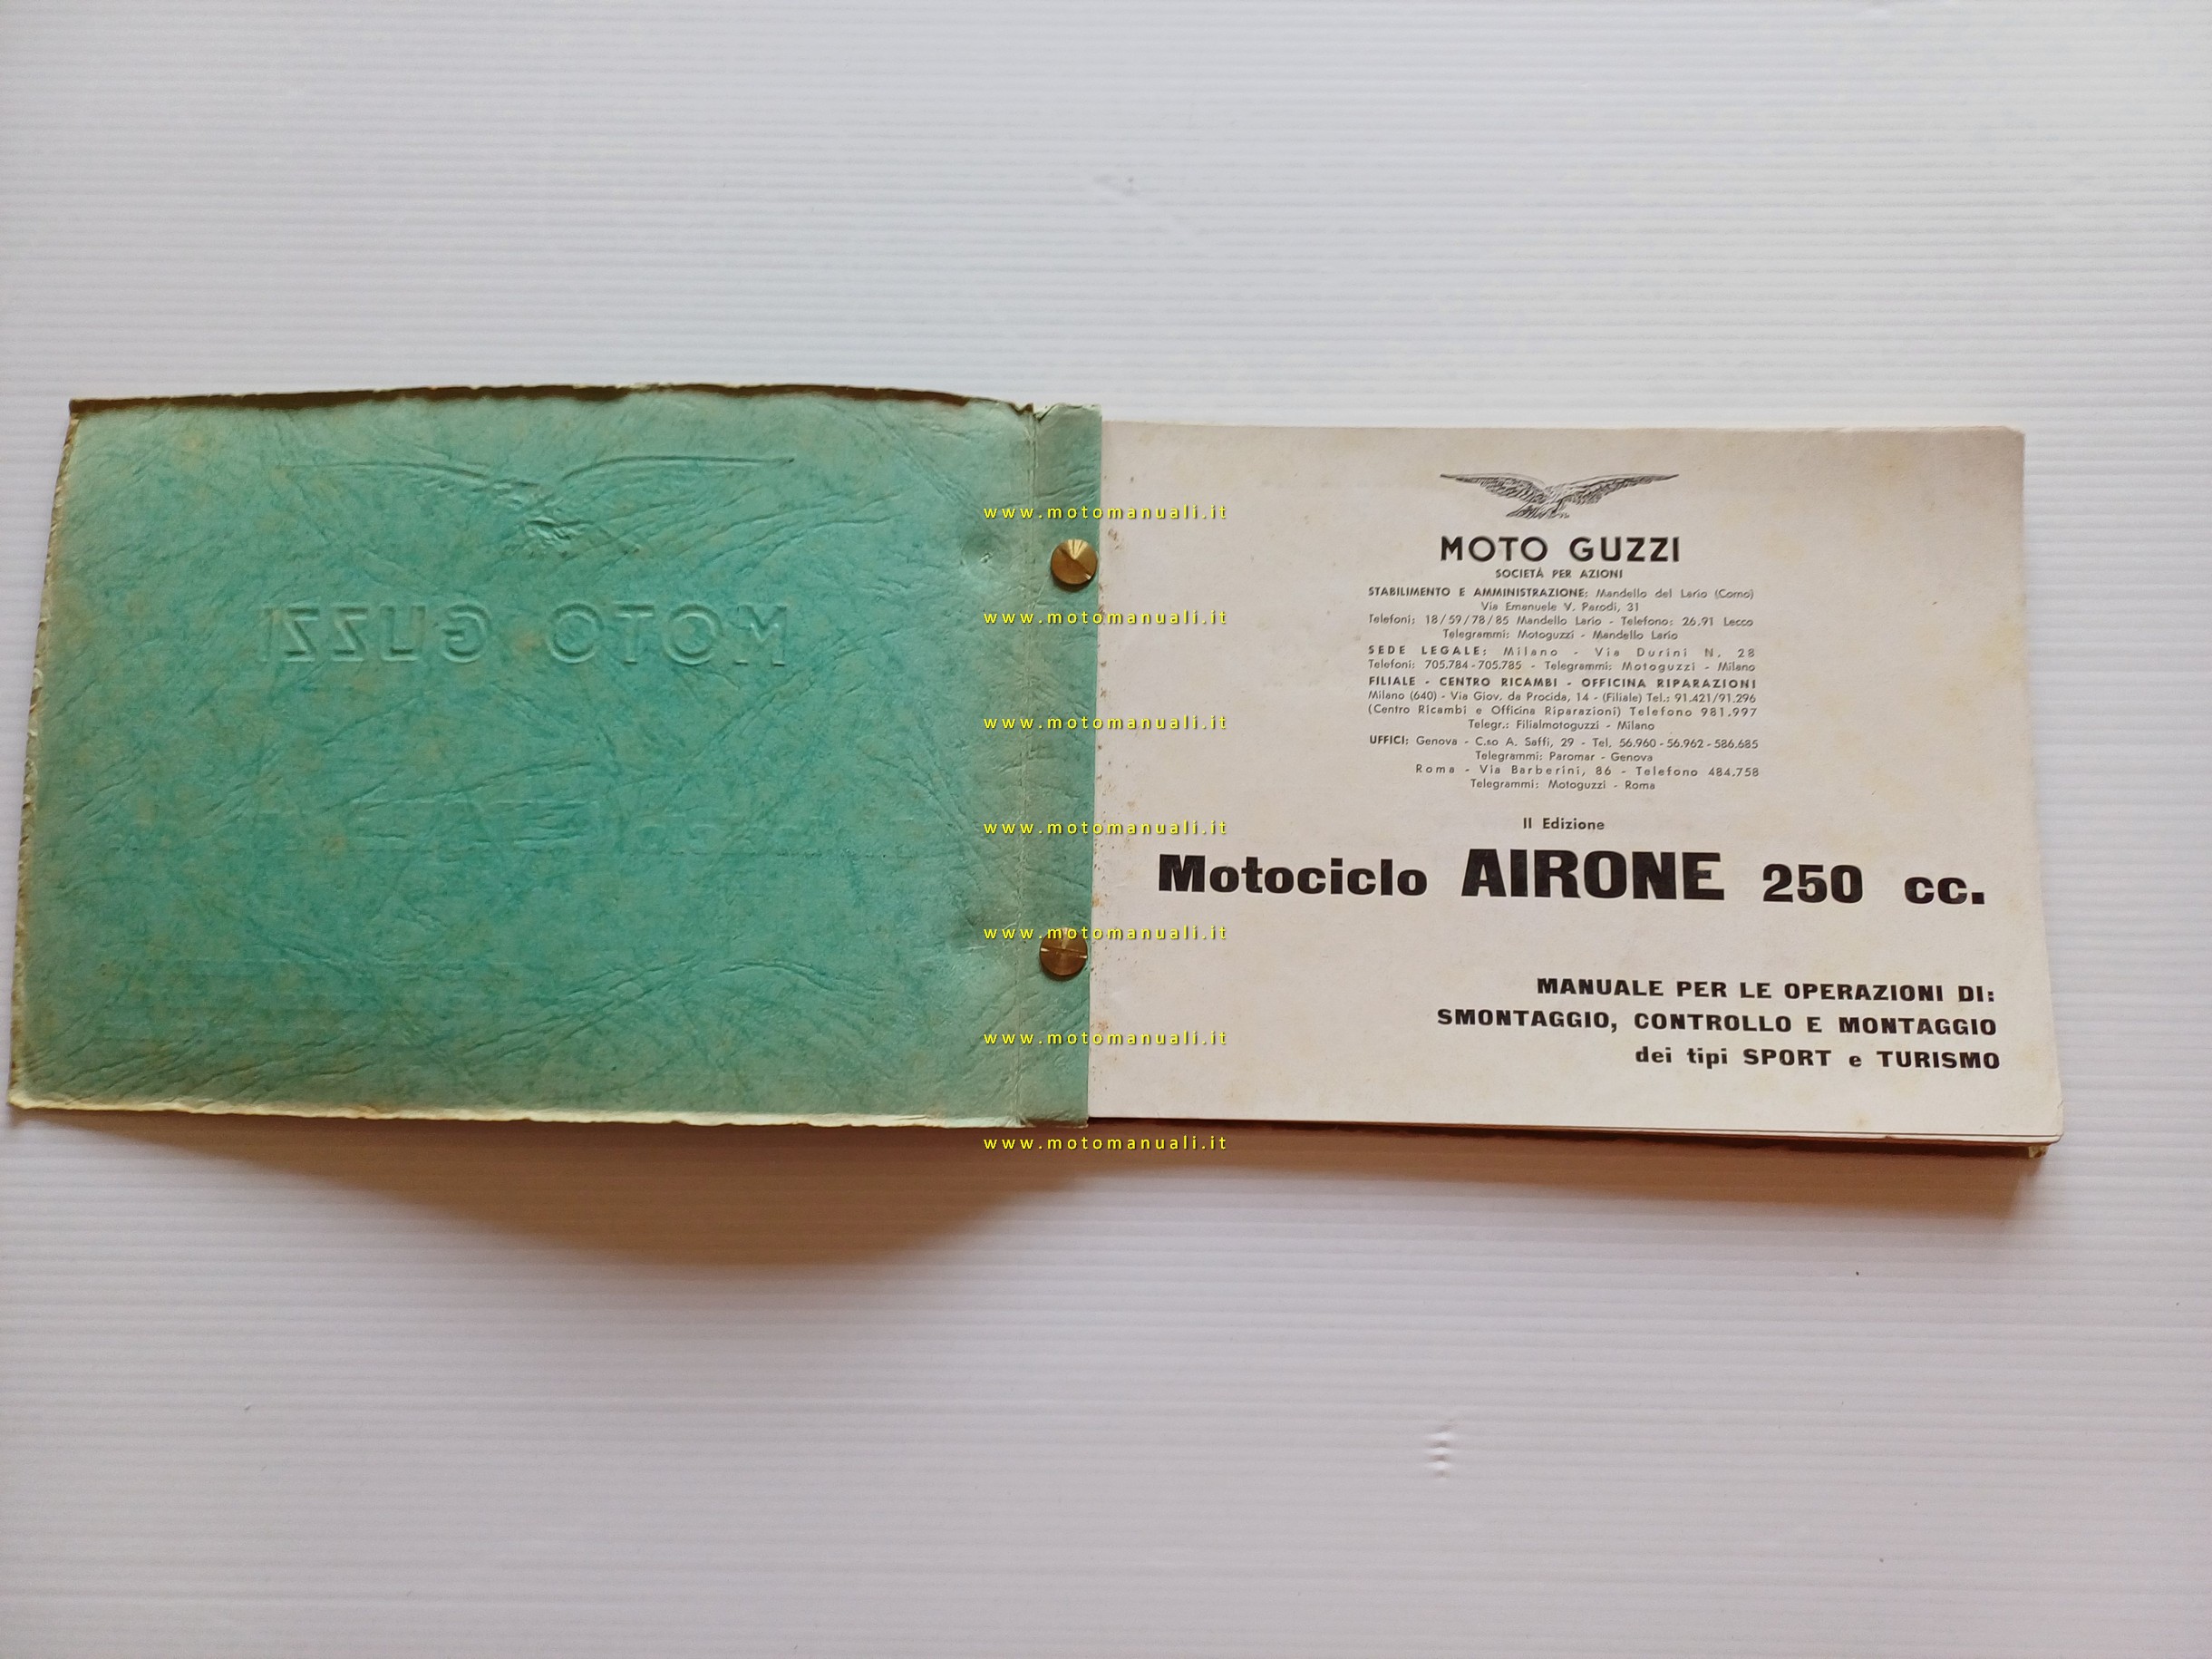 MOTO GUZZI
MOTO GUZZI
SOCIETÀ PER AZIONI
STABILIMENTO E AMMINISTRAZIONE: Mandello del Lario (Como)
Via Emanuele V. Parodi, 31
Telefoni: 18/59/78/85 Mandello Lario - Telefono: 26.91 Lecco
Telegrammi: Motoguzzi - Mandello Lario
SEDE LEGALE: Milano - Via Durini N. 28
Telefoni: 705.784-705.785 - Telegrammi: Motoguzzi - Milano
FILIALE - CENTRO RICAMBI - OFFICINA RIPARAZIONI
Milano (640) - Via Giov. da Procida, 14 - (Filiale) Tel.: 91.421/91.296
(Centro Ricambi e Officina Riparazioni) Telefono 981.997
Telegr.: Filialmotoguzzi - Milano
UFFICI: Genova - C.so A. Saffi, 29 - Tel. 56.960-56.962-586.685
Telegrammi: Paromar - Genova
Roma - Via Barberini, 86 - Telefono 484.758
Telegrammi: Motoguzzi - Roma
II Edizione
Motociclo AIRONE 250 cc.
MANUALE PER LE OPERAZIONI DI:
SMONTAGGIO, CONTROLLO E MONTAGGIO
dei tipi SPORT e TURISMO
www.motomanuali.it
www.motomanuali.it
www.motomanuali.it
www.motomanuali.it
www.motomanuali.it
www.motomanuali.it
www.motomanuali.it